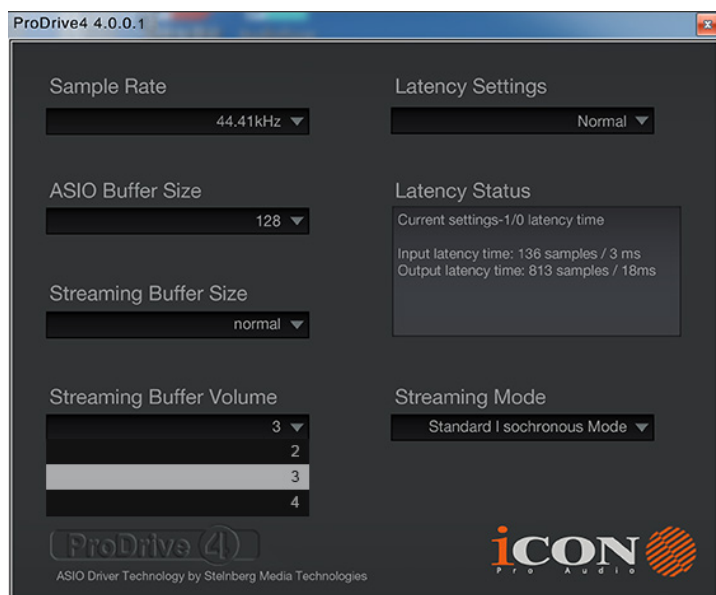 ProDrive4 4.0.0.1
Sample Rate
44.41kHz
ASIO Buffer Size
128
Streaming Buffer Size
normal
Streaming Buffer Volume
3
2
3
4
Latency Settings
Normal
Latency Status
Current settings-1/0 latency time
Input latency time: 136 samples / 3 ms
Output latency time: 813 samples / 18ms
Streaming Mode
Standard I sochronous Mode
ProDrive 4
ASIO Driver Technology by Stelnberg Media Technologies
iCON
Pro Audio